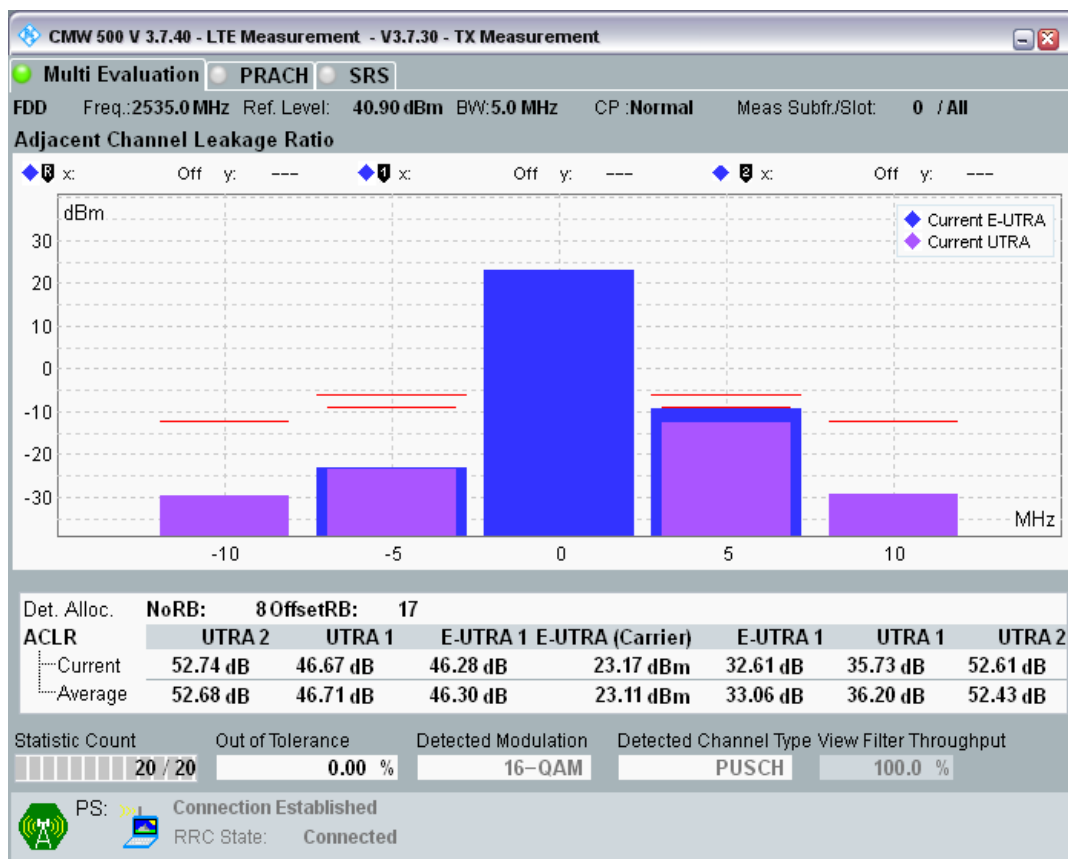 CMW 500 V 3.7.40 - LTE Measurement - V3.7.30 - TX Measurement
Multi Evaluation PRACH SRS
FDD Freq.:2535.0 MHz Ref. Level: 40.90 dBm BW:5.0 MHz CP :Normal Meas Subfr./Slot: 0 / All
Adjacent Channel Leakage Ratio
R x: Off y: --- 1 x: Off y: --- 2 x: Off y: ---
dBm
Current E-UTRA
Current UTRA
30
20
10
0
-10
-20
-30
MHz
-10 -5 0 5 10
Det. Alloc. NoRB: 8 OffsetRB: 17
ACLR UTRA 2 UTRA 1 E-UTRA 1 E-UTRA (Carrier) E-UTRA 1 UTRA 1 UTRA 2
Current 52.74 dB 46.67 dB 46.28 dB 23.17 dBm 32.61 dB 35.73 dB 52.61 dB
Average 52.68 dB 46.71 dB 46.30 dB 23.11 dBm 33.06 dB 36.20 dB 52.43 dB
Statistic Count Out of Tolerance Detected Modulation Detected Channel Type View Filter Throughput
20 / 20 0.00 % 16-QAM PUSCH 100.0 %
PS: Connection Established
RRC State: Connected